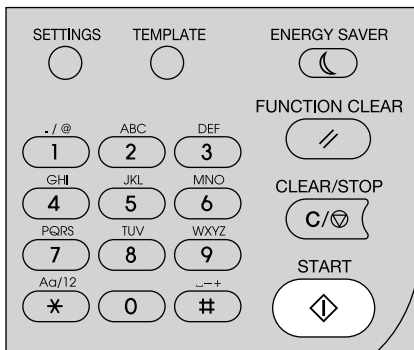 SETTINGS TEMPLATE ENERGY SAVER
FUNCTION CLEAR
./@ ABC DEF
1 2 3
GHI JKL MNO
4 5 6
CLEAR/STOP
C/
PQRS TUV WXYZ
7 8 9
START
Aa/12 _–+
* 0 #